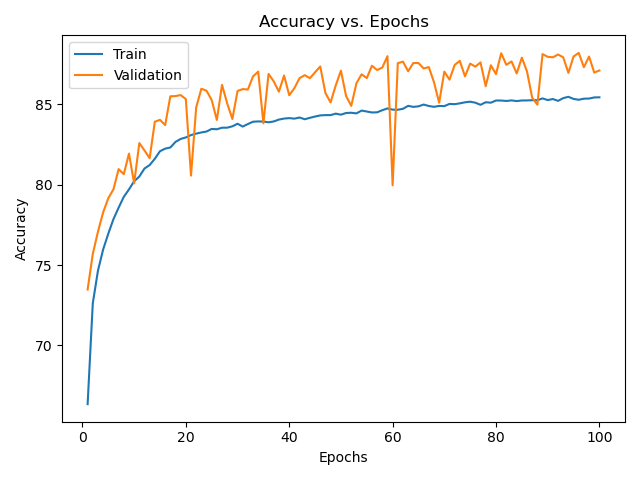 Accuracy vs. Epochs
Train
Validation
85
80
75
70
Accuracy
0 20 40 60 80 100
Epochs